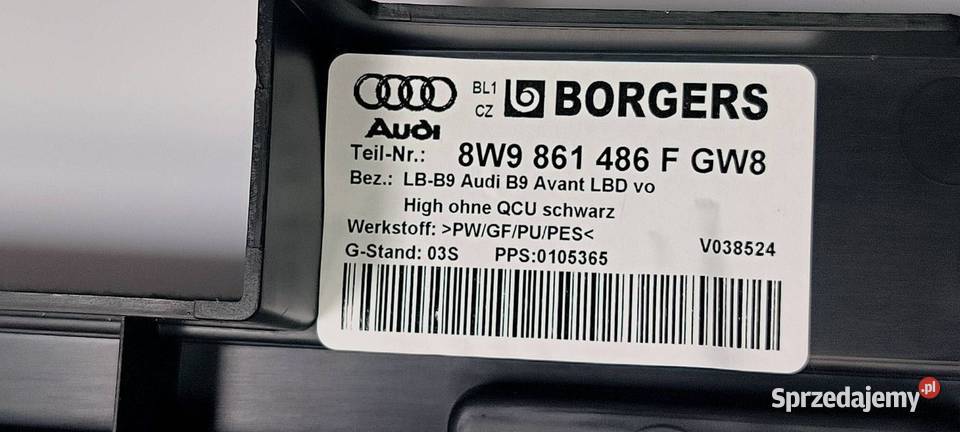 BL1
CZ
BORGERS
Audi
Teil-Nr.: 8W9 861 486 F GW8
Bez.: LB-B9 Audi B9 Avant LBD vo
High ohne QCU schwarz
Werkstoff: >PW/GF/PU/PES<
V038524
G-Stand: 03S PPS:0105365
Sprzedajemy.pl